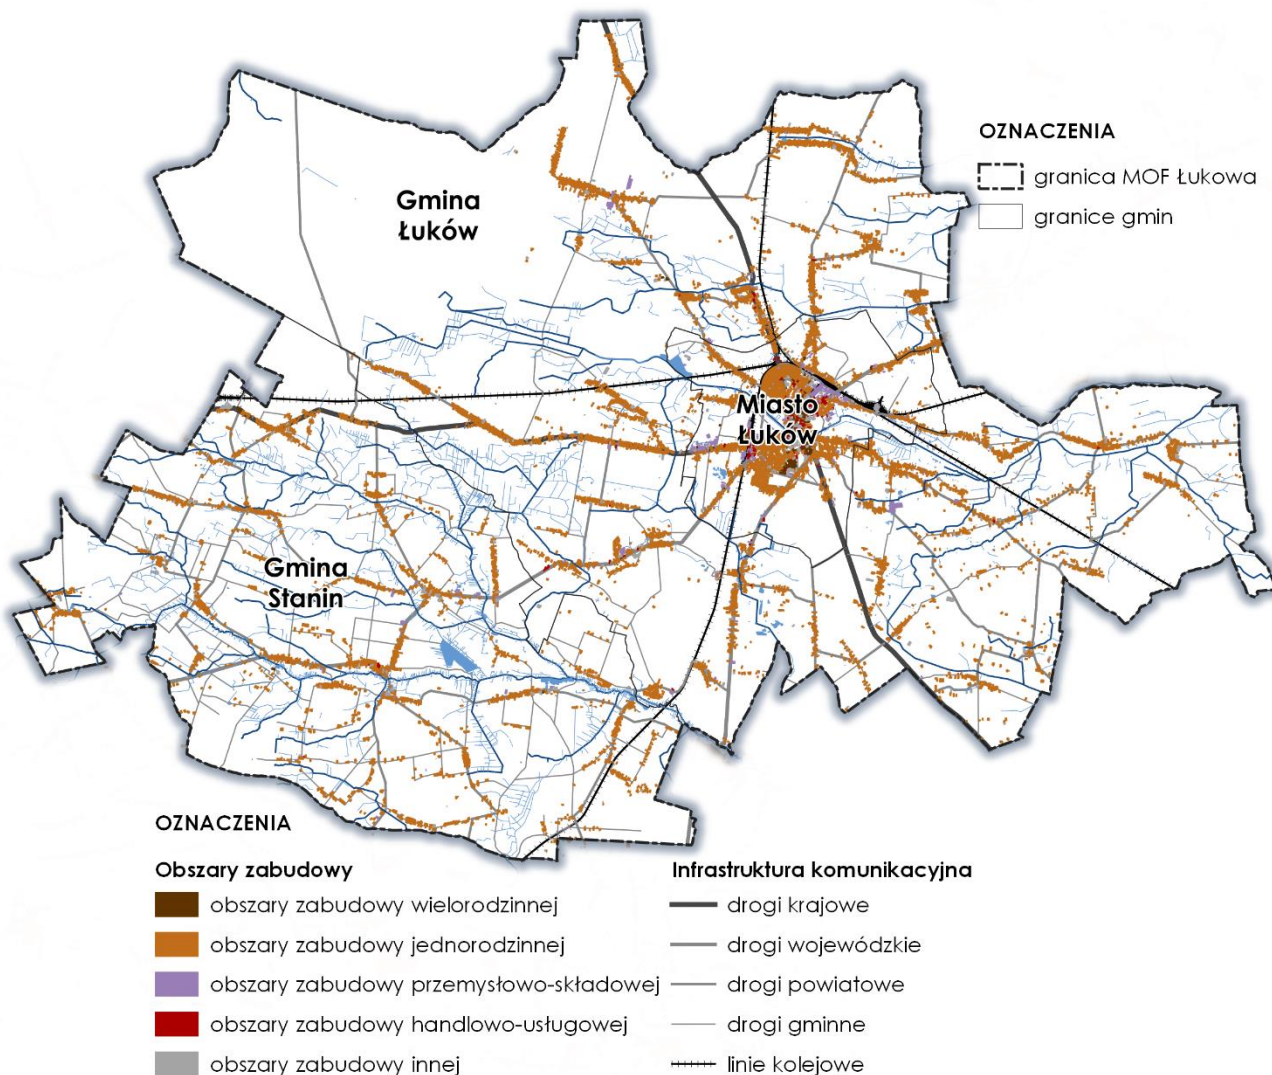 OZNACZENIA
granica MOF Łukowa
granice gmin
Gmina
Łuków
Miasto
Łuków
Gmina
Stanin
OZNACZENIA
Obszary zabudowy
obszary zabudowy wielorodzinnej
obszary zabudowy jednorodzinnej
obszary zabudowy przemysłowo-składowej
obszary zabudowy handlowo-usługowej
obszary zabudowy innej
Infrastruktura komunikacyjna
drogi krajowe
drogi wojewódzkie
drogi powiatowe
drogi gminne
linie kolejowe